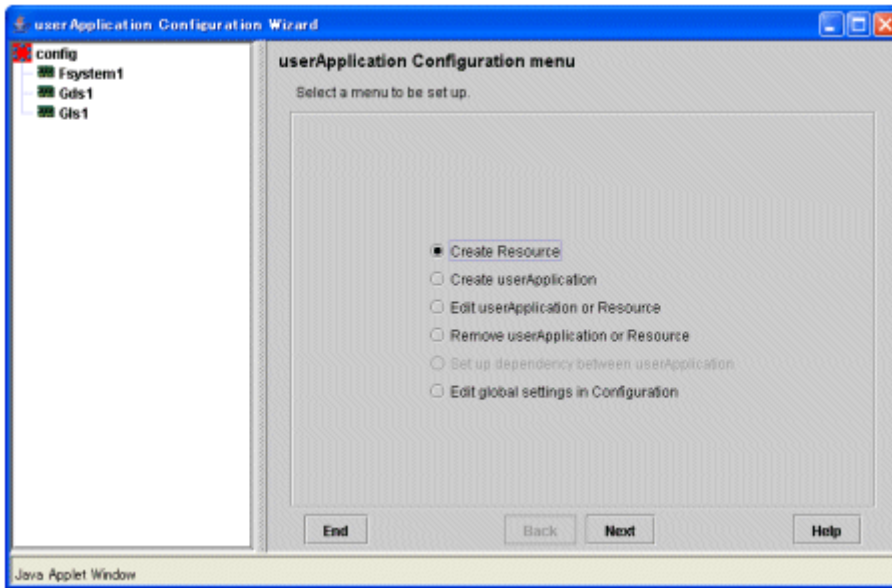 userApplication Configuration Wizard
config
Fsystem1
Gds1
Gls1
userApplication Configuration menu
Select a menu to be set up.
Create Resource
Create userApplication
Edit userApplication or Resource
Remove userApplication or Resource
Set up dependency between userApplication
Edit global settings in Configuration
End
Back
Next
Help
Java Applet Window